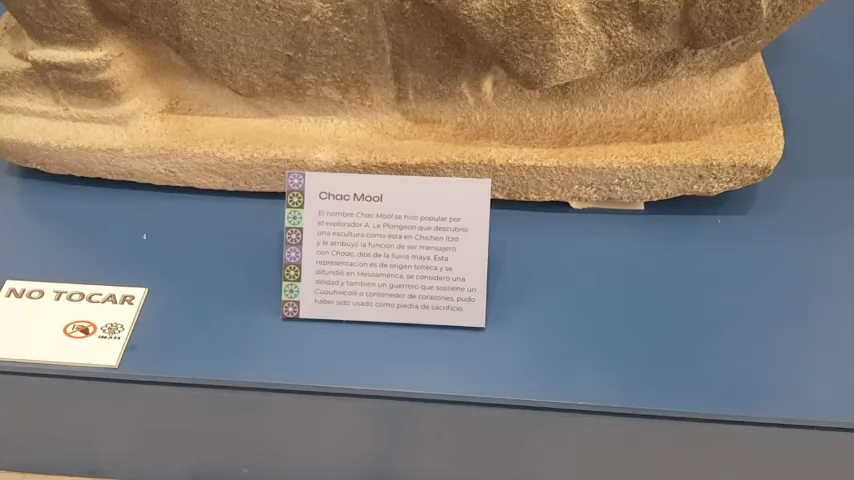 Chac Mool
El nombre Chac Mool se hizo popular por
el explorador A. Le Plongeon que descubrió
una escultura como esta en Chichen Itzá
y le atribuyó la función de ser mensajero
con Chaac, dios de la lluvia maya. Esta
representación es de origen tolteca y se
difundió en Mesoamérica, se consideró una
deidad y también un guerrero que sostiene un
Cuauhxicalli o contenedor de corazones, pudo
haber sido usado como piedra de sacrificio.
NO TOCAR
INAH